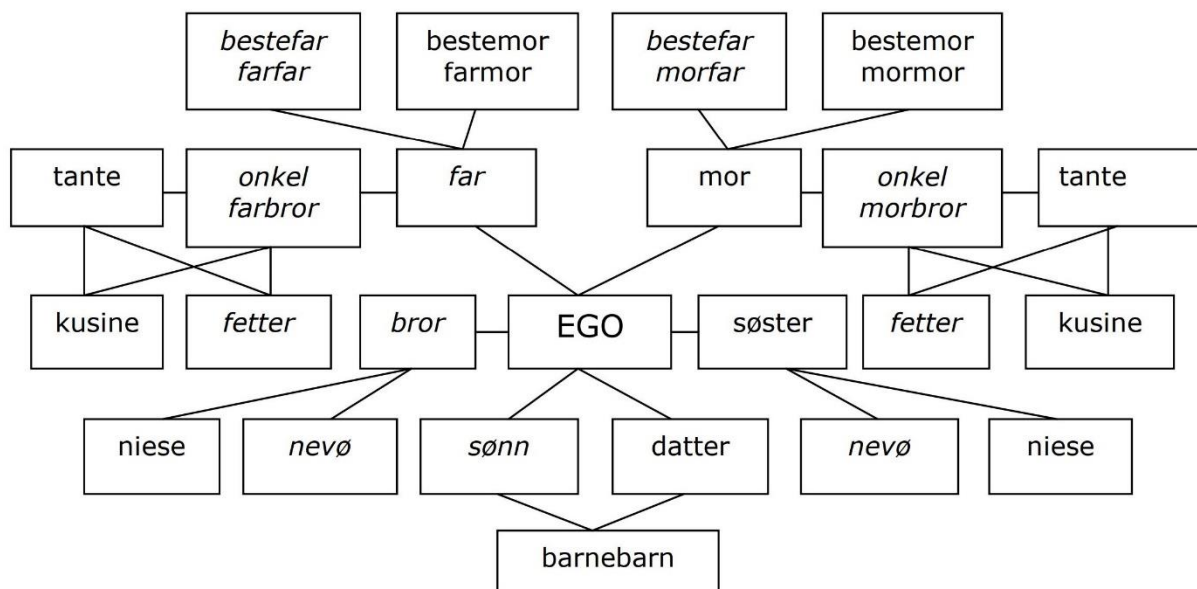 bestefar
farfar
bestemor
farmor
bestefar
morfar
bestemor
mormor
tante
onkel
farbror
far
mor
onkel
morbror
tante
kusine
fetter
bror
EGO
søster
fetter
kusine
niese
nevø
sønn
datter
nevø
niese
barnebarn